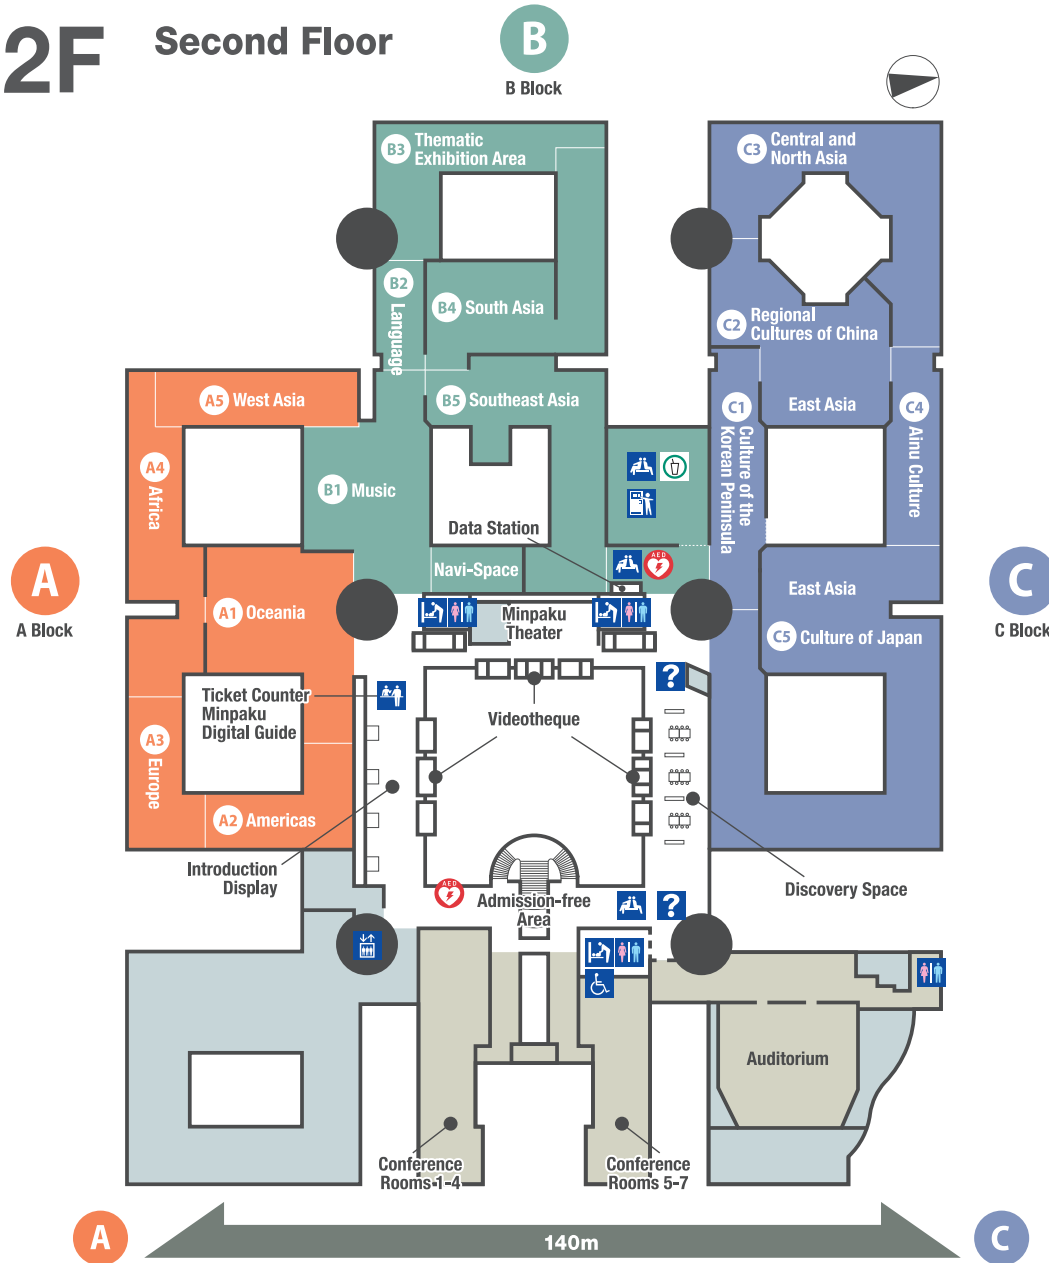 2F
Second Floor
B
B Block
B3
Thematic
Exhibition Area
C3
Central and
North Asia
B2
Language
B4
South Asia
C2
Regional
Cultures of China
A5
West Asia
B5
Southeast Asia
C1
Culture of the
Korean Peninsula
East Asia
C4
Ainu Culture
A4
Africa
B1
Music
Data Station
A
A Block
Navi-Space
AED
C
C Block
A1
Oceania
Minpaku
Theater
East Asia
C5
Culture of Japan
Ticket Counter
Minpaku
Digital Guide
?
A3
Europe
Videotheque
A2
Americas
Introduction
Display
AED
Admission-free
Area
?
Discovery Space
Auditorium
Conference
Rooms 1-4
Conference
Rooms 5-7
A
140m
C